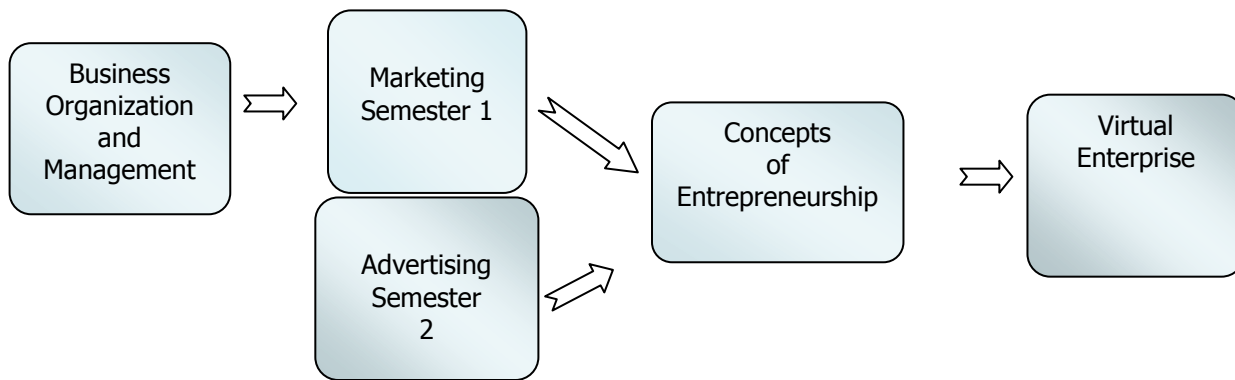 Business
Organization
and
Management
Marketing
Semester 1
Advertising
Semester
2
Concepts
of
Entrepreneurship
Virtual
Enterprise